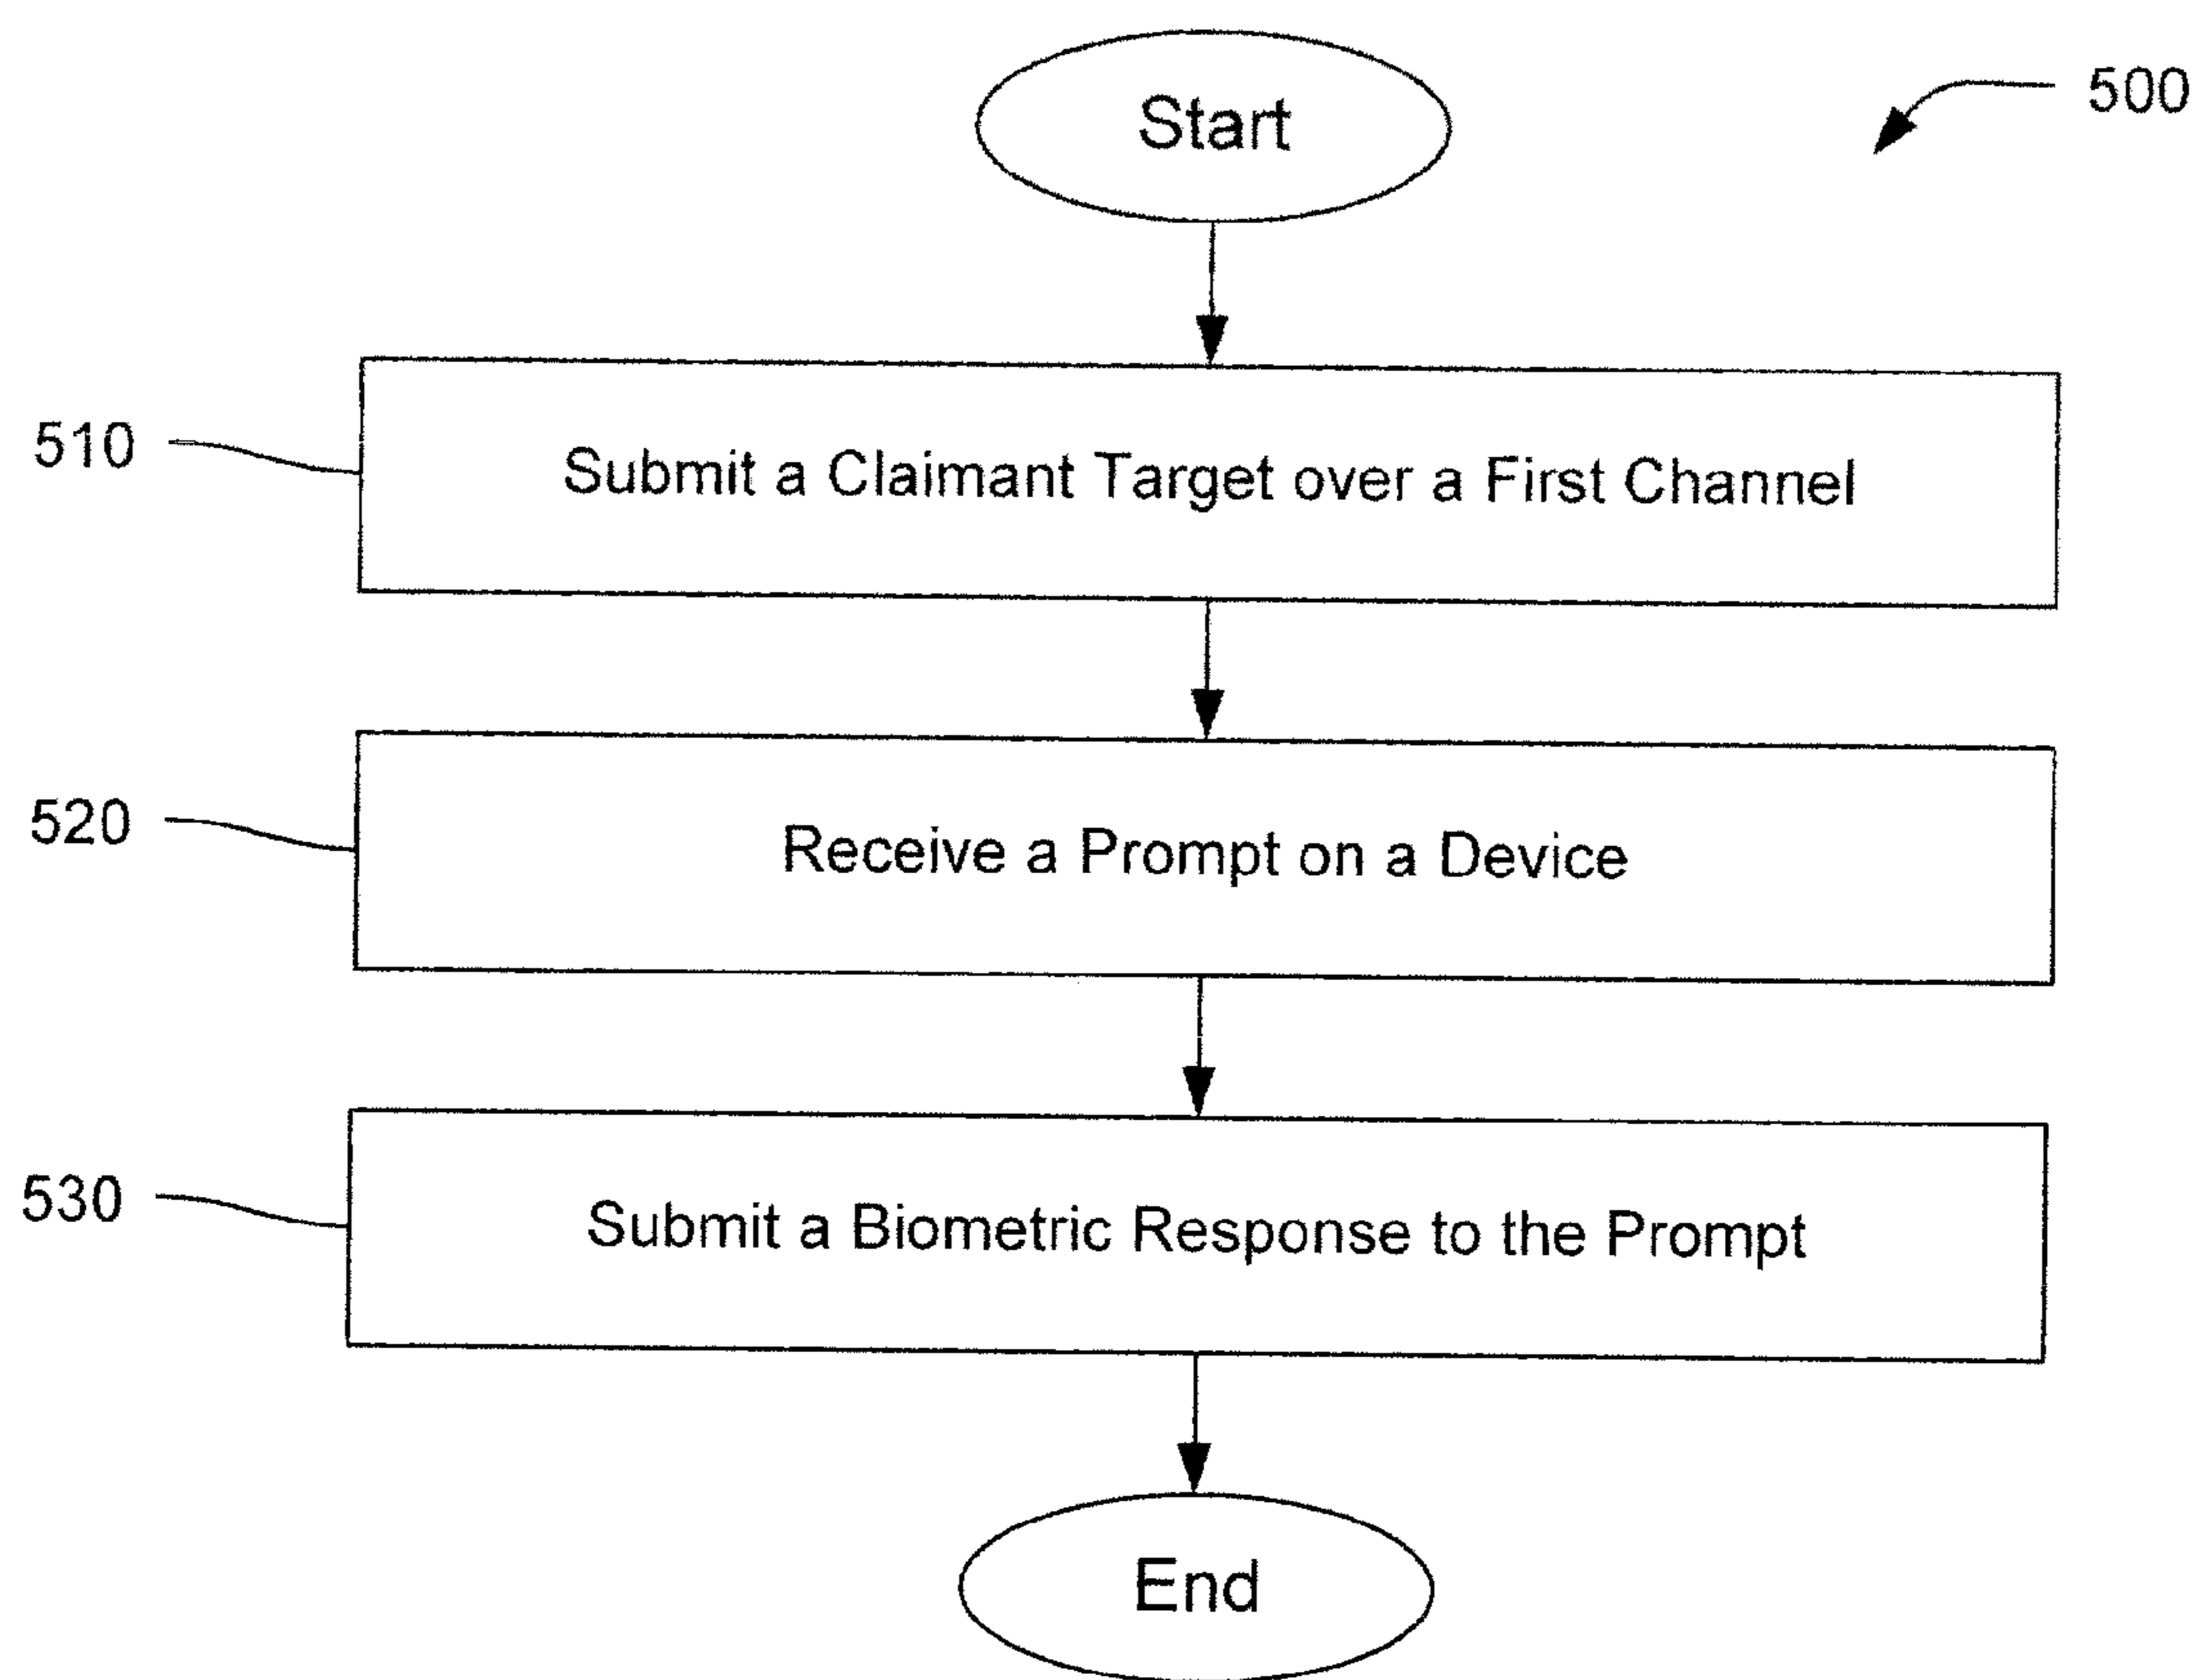 Start
500
510
Submit a Claimant Target over a First Channel
520
Receive a Prompt on a Device
530
Submit a Biometric Response to the Prompt
End